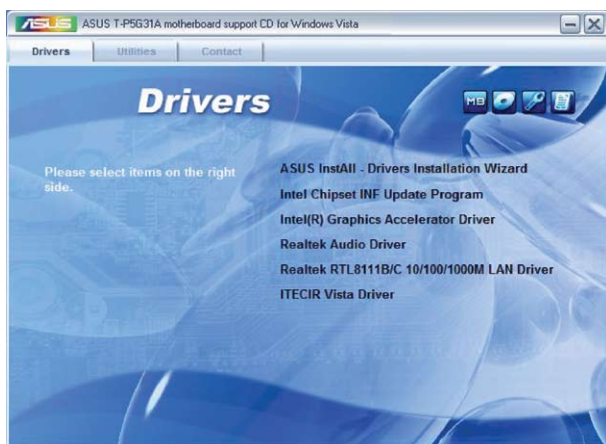 ASUS ASUS T-P5G31A motherboard support CD for Windows Vista
Drivers Utilities Contact
Drivers
MB
Please select items on the right
side.
ASUS InstAll - Drivers Installation Wizard
Intel Chipset INF Update Program
Intel(R) Graphics Accelerator Driver
Realtek Audio Driver
Realtek RTL8111B/C 10/100/1000M LAN Driver
ITECIR Vista Driver